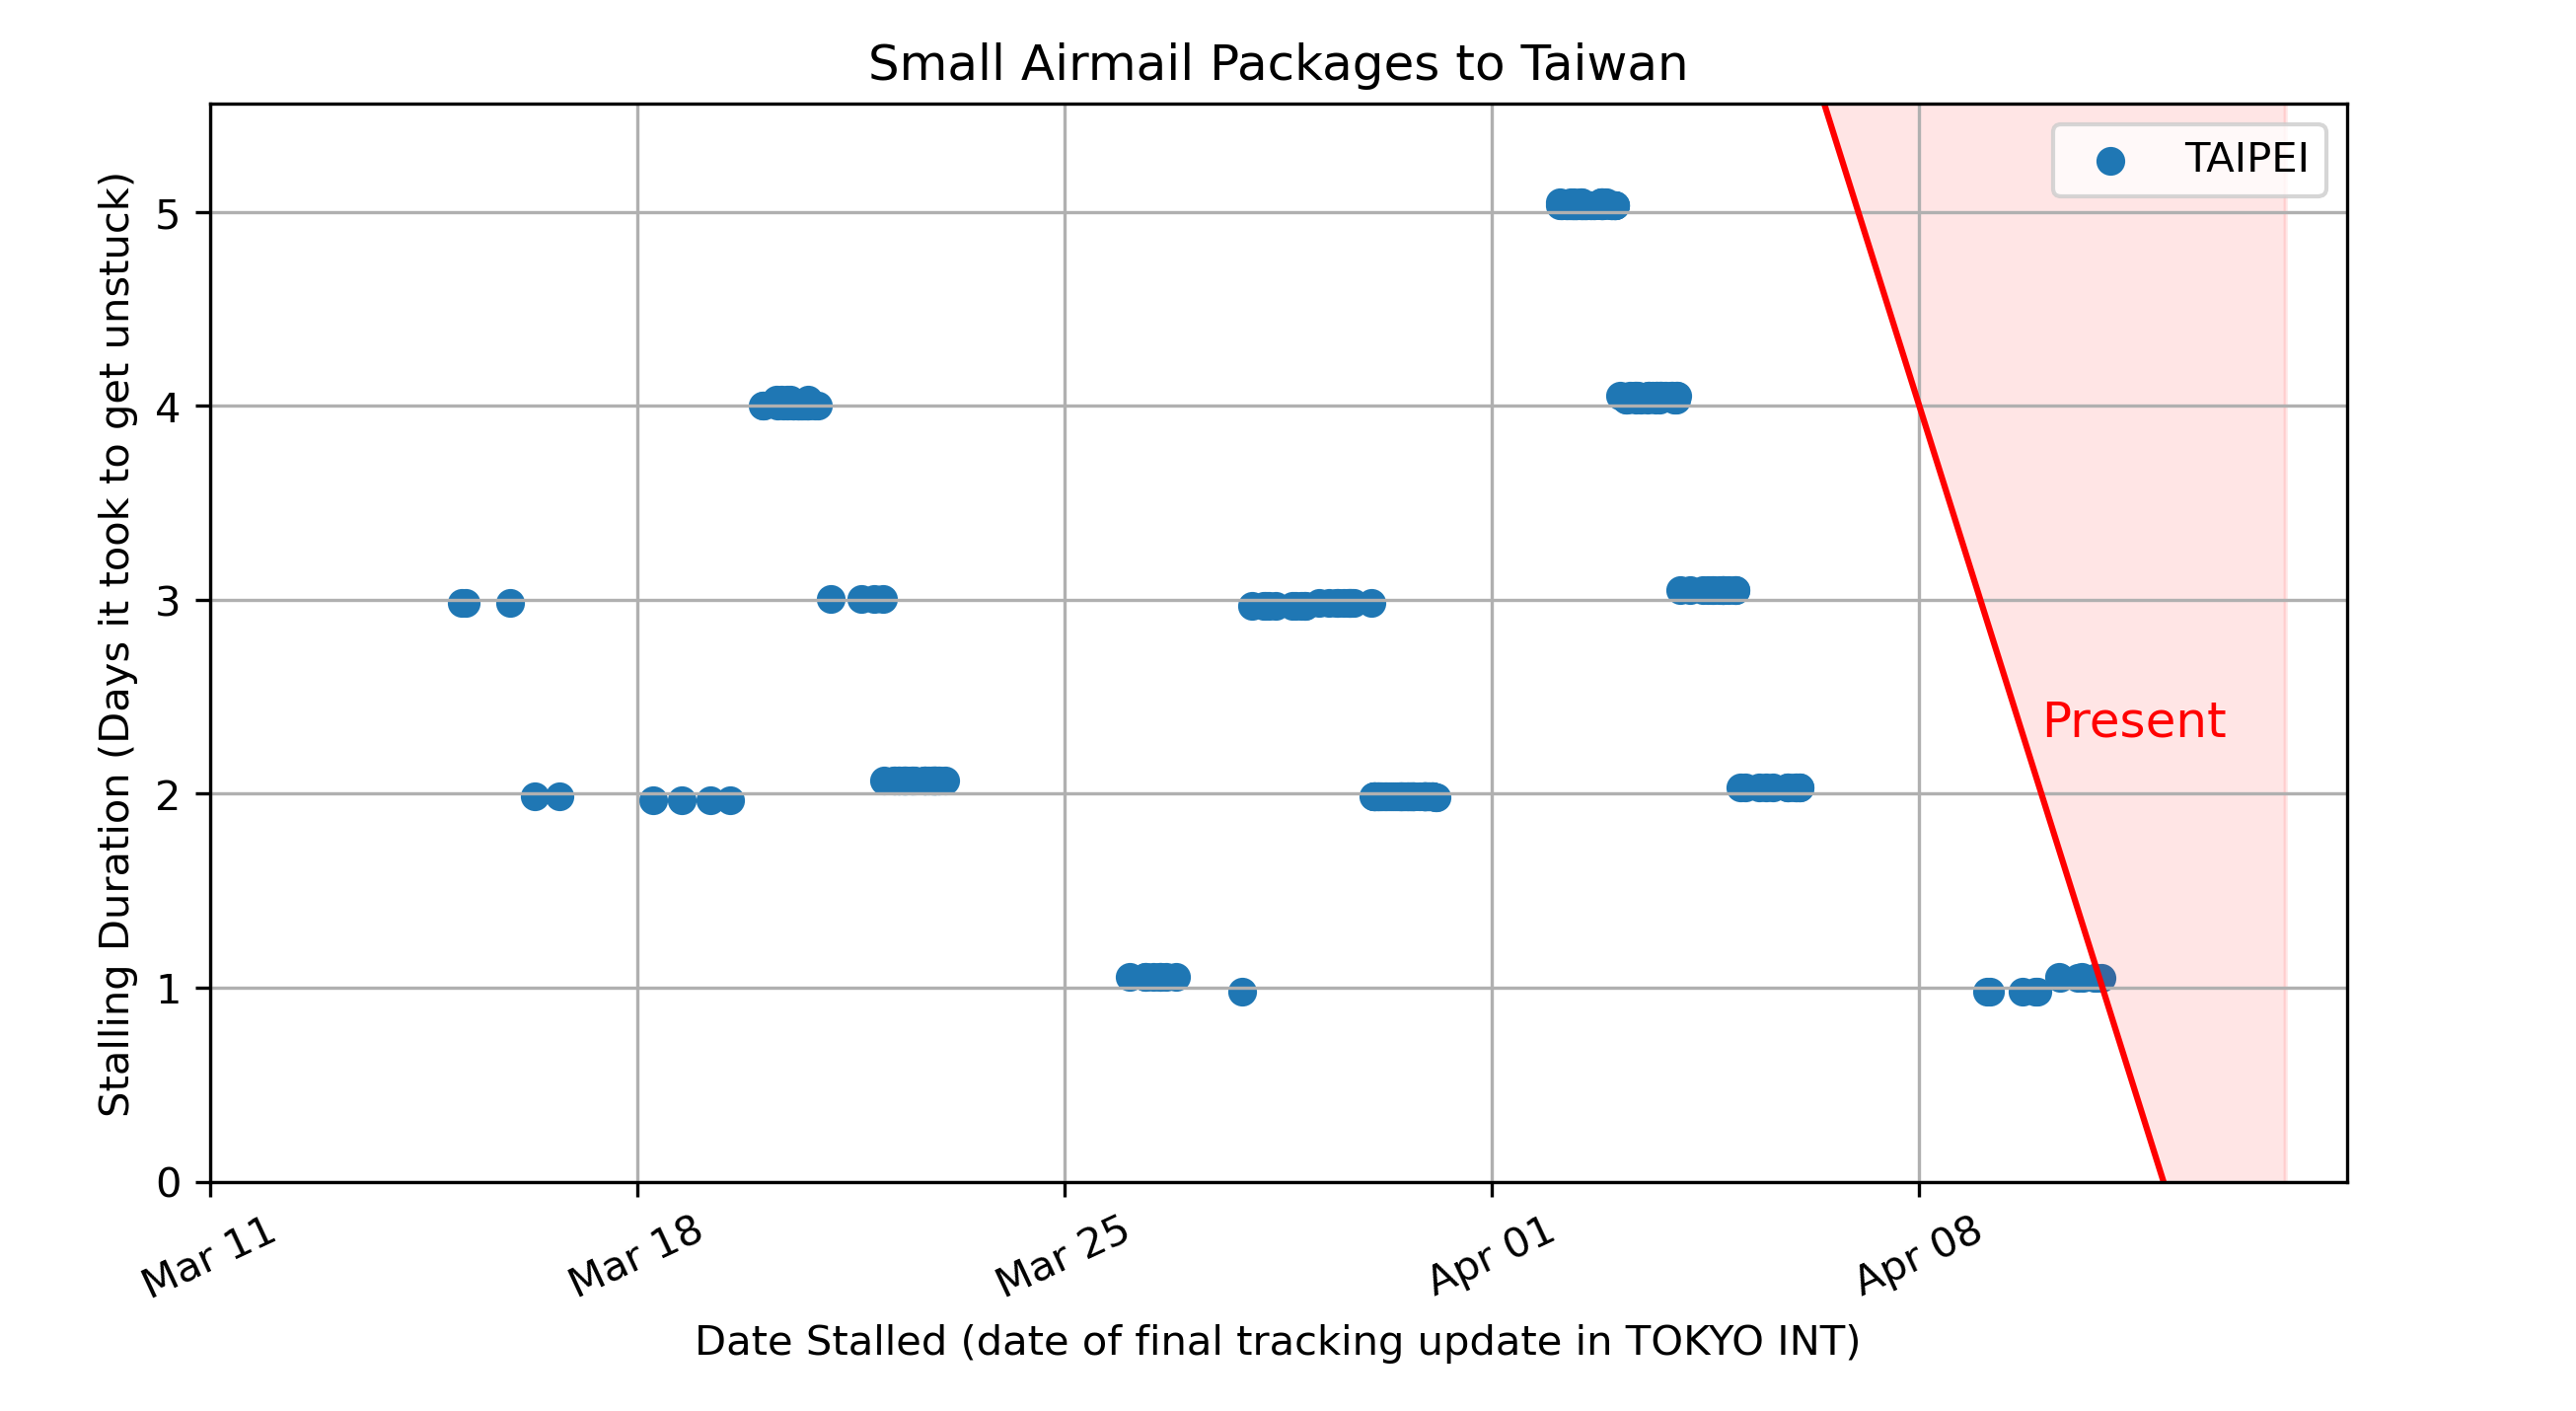 Small Airmail Packages to Taiwan
TAIPEI
Stalling Duration (Days it took to get unstuck)
5
4
3
2
1
0
Present
Mar 11
Mar 18
Mar 25
Apr 01
Apr 08
Date Stalled (date of final tracking update in TOKYO INT)